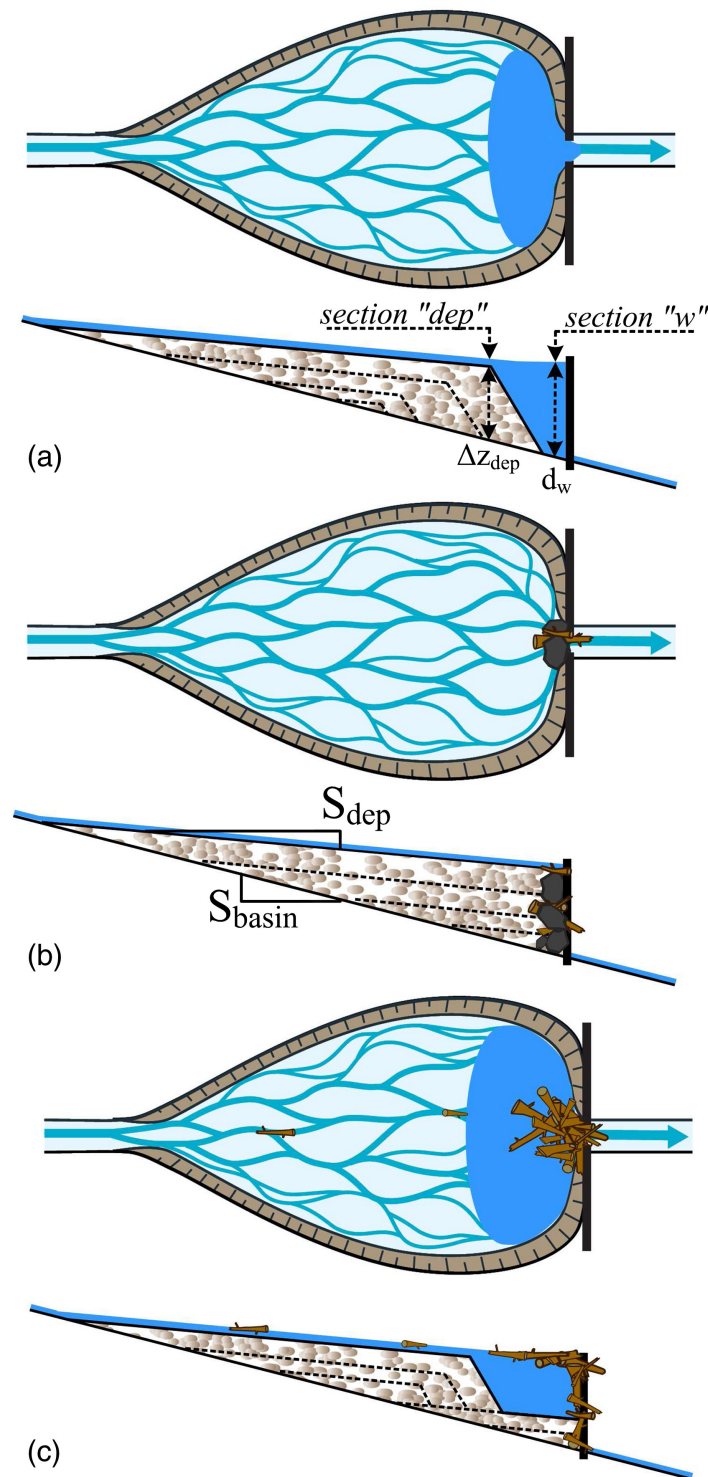 section "dep"
section "w"
Δz_dep
d_w
(a)
S_dep
S_basin
(b)
(c)